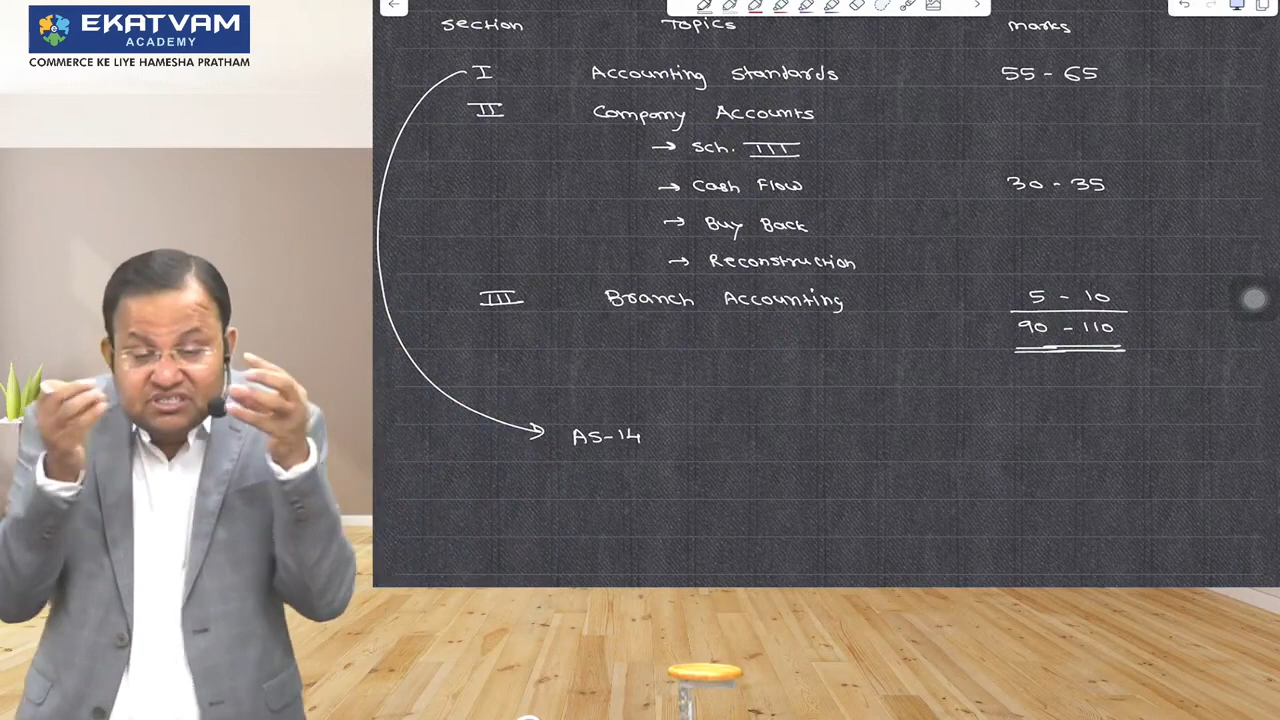 EKATVAM
ACADEMY
COMMERCE KE LIYE HAMESHA PRATHAM
Section Topics Marks
I Accounting Standards 55 - 65
II Company Accounts
→ Sch. III
→ Cash Flow 30 - 35
→ Buy Back
→ Reconstruction
III Branch Accounting 5 - 10
90 - 110
AS-14